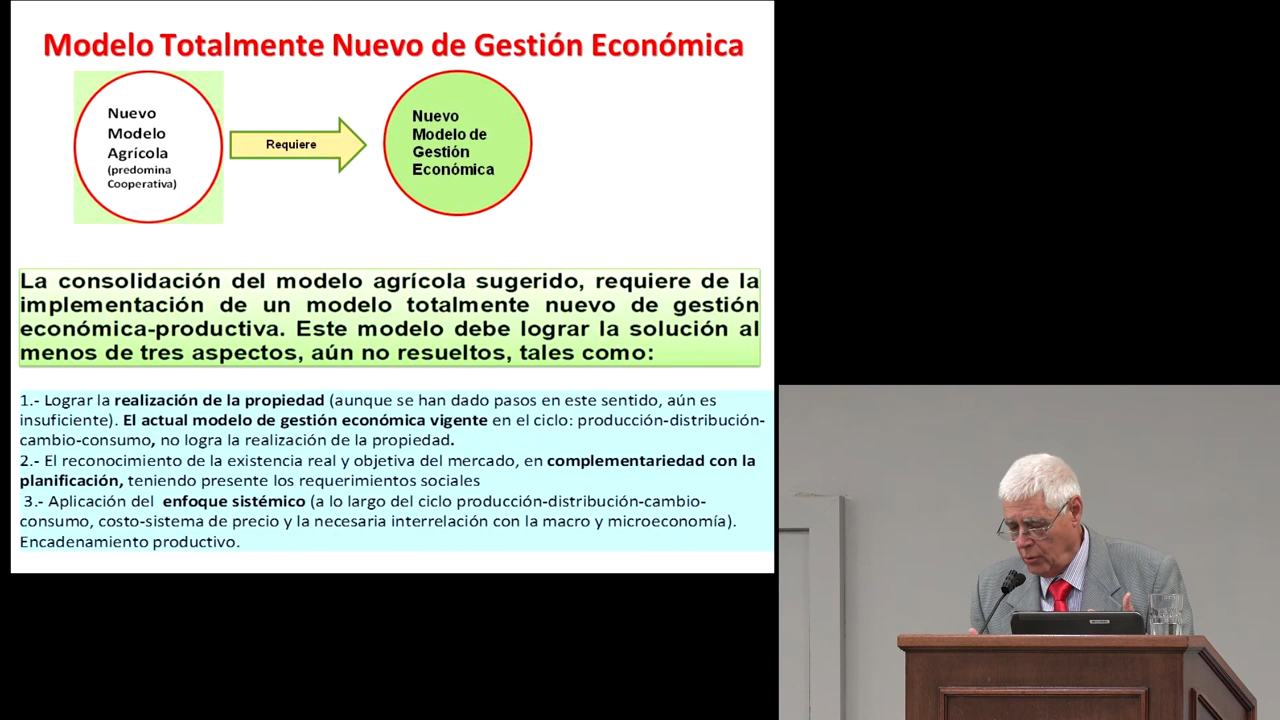 Modelo Totalmente Nuevo de Gestión Económica
Nuevo
Modelo
Agrícola
(predomina
Cooperativa)
Requiere
Nuevo
Modelo de
Gestión
Económica
La consolidación del modelo agrícola sugerido, requiere de la
implementación de un modelo totalmente nuevo de gestión
económica-productiva. Este modelo debe lograr la solución al
menos de tres aspectos, aún no resueltos, tales como:
1.- Lograr la realización de la propiedad (aunque se han dado pasos en este sentido, aún es
insuficiente). El actual modelo de gestión económica vigente en el ciclo: producción-distribución-
cambio-consumo, no logra la realización de la propiedad.
2.- El reconocimiento de la existencia real y objetiva del mercado, en complementariedad con la
planificación, teniendo presente los requerimientos sociales
3.- Aplicación del enfoque sistémico (a lo largo del ciclo producción-distribución-cambio-
consumo, costo-sistema de precio y la necesaria interrelación con la macro y microeconomía).
Encadenamiento productivo.